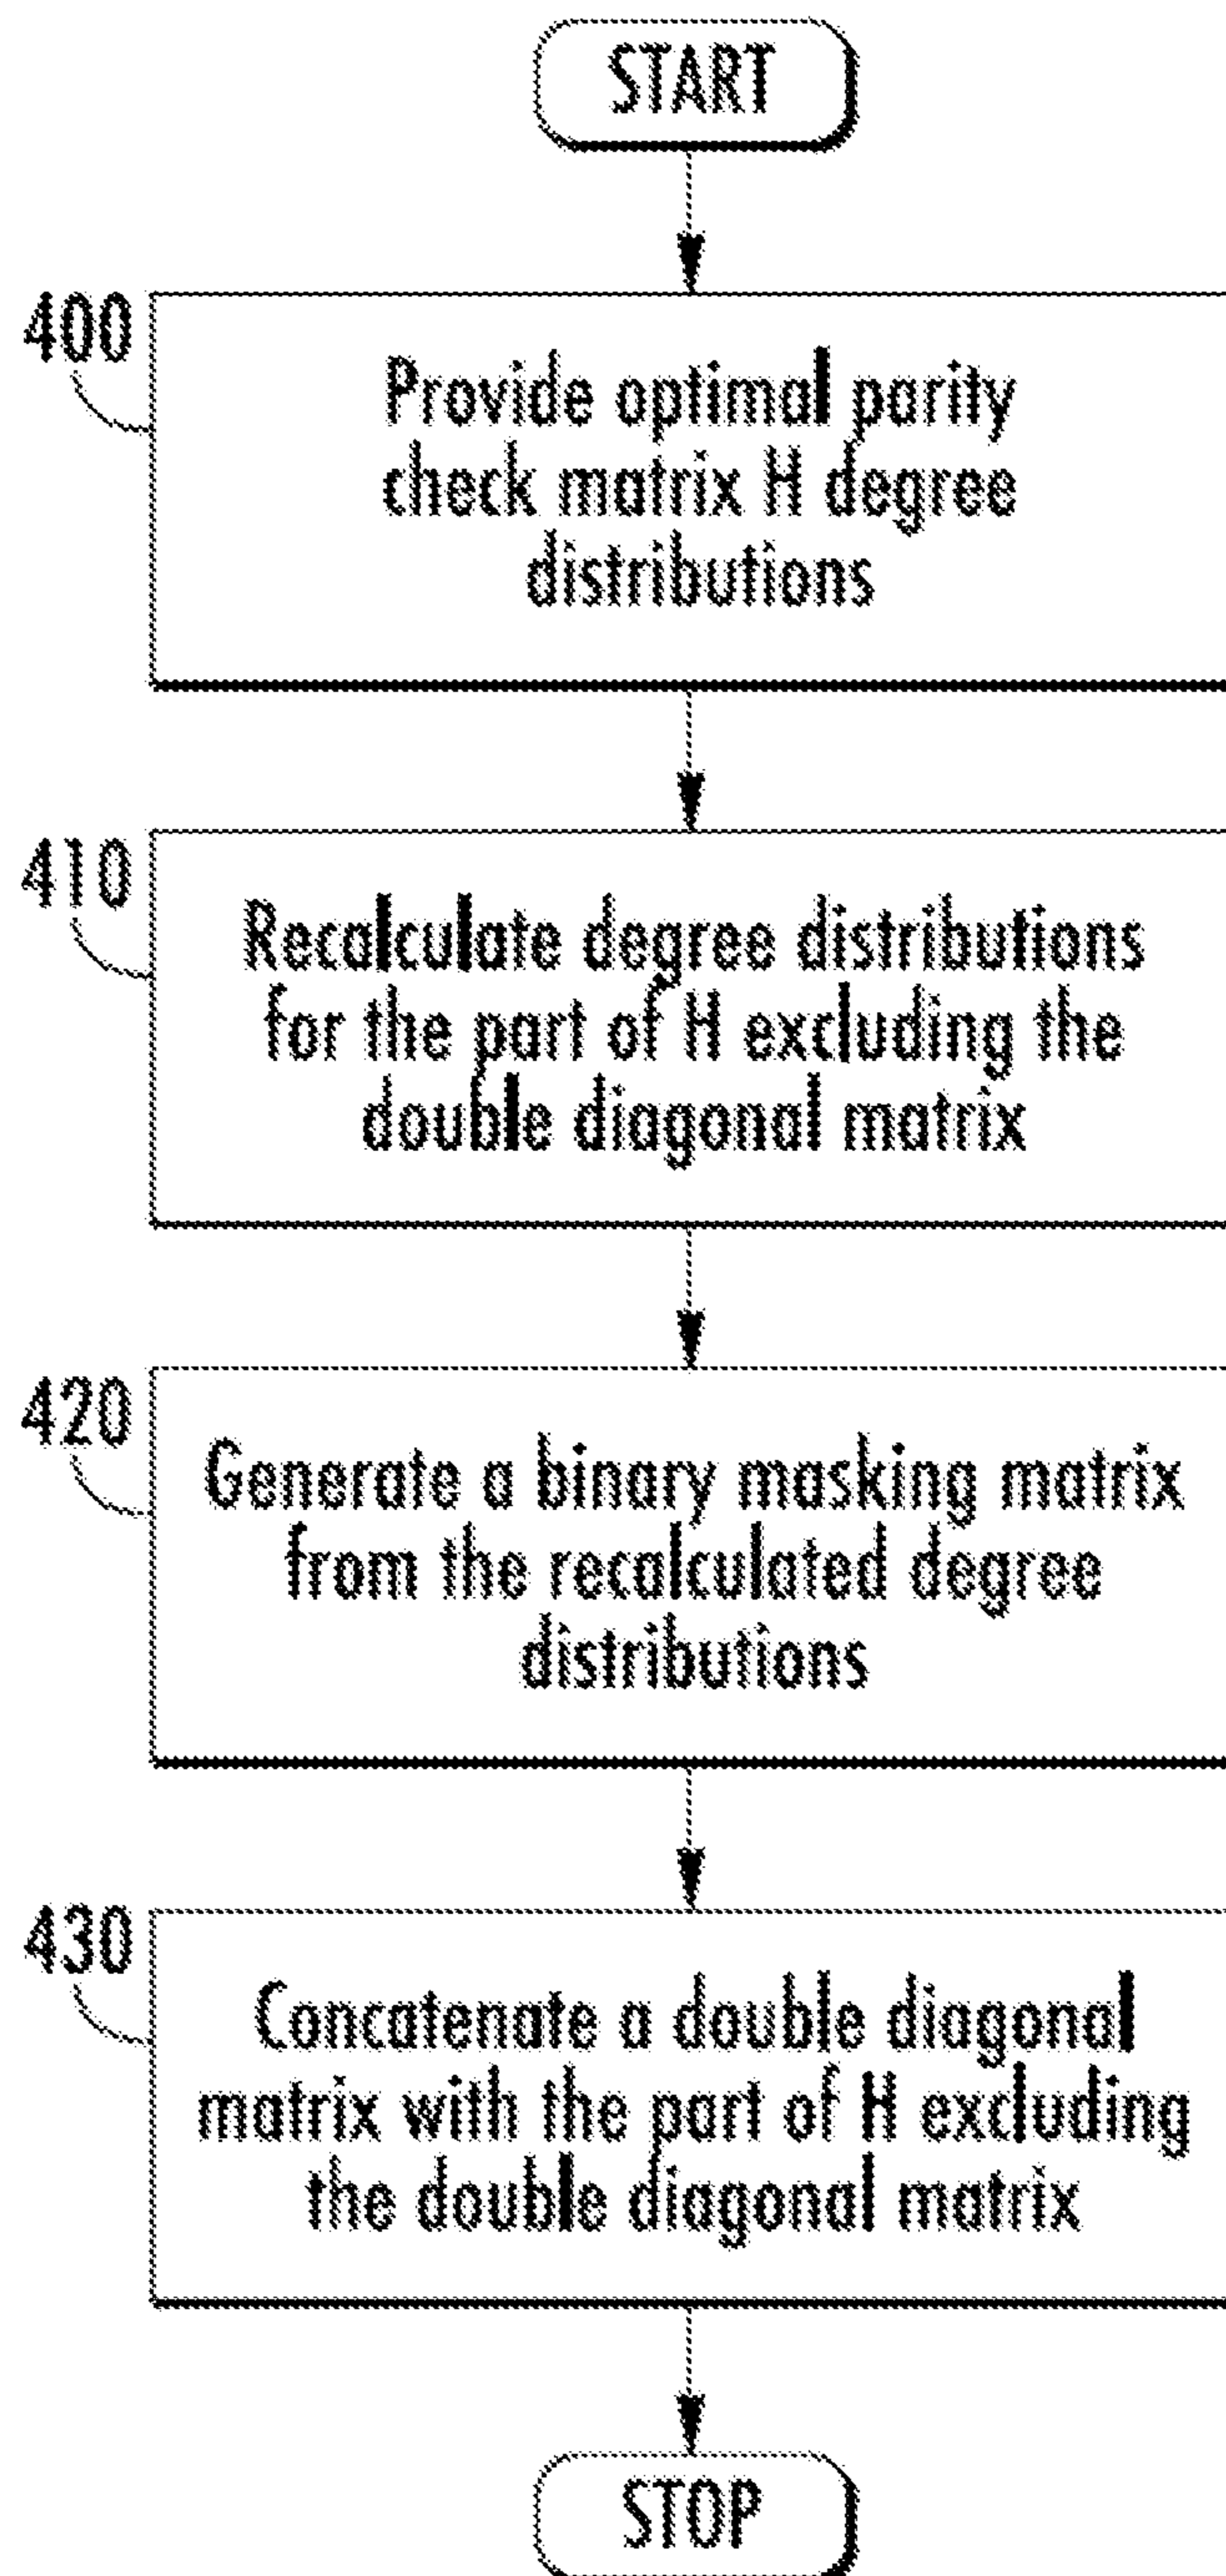 START
400
Provide optimal parity
check matrix H degree
distributions
410
Recalculate degree distributions
for the part of H excluding the
double diagonal matrix
420
Generate a binary masking matrix
from the recalculated degree
distributions
430
Concatenate a double diagonal
matrix with the part of H excluding
the double diagonal matrix
STOP